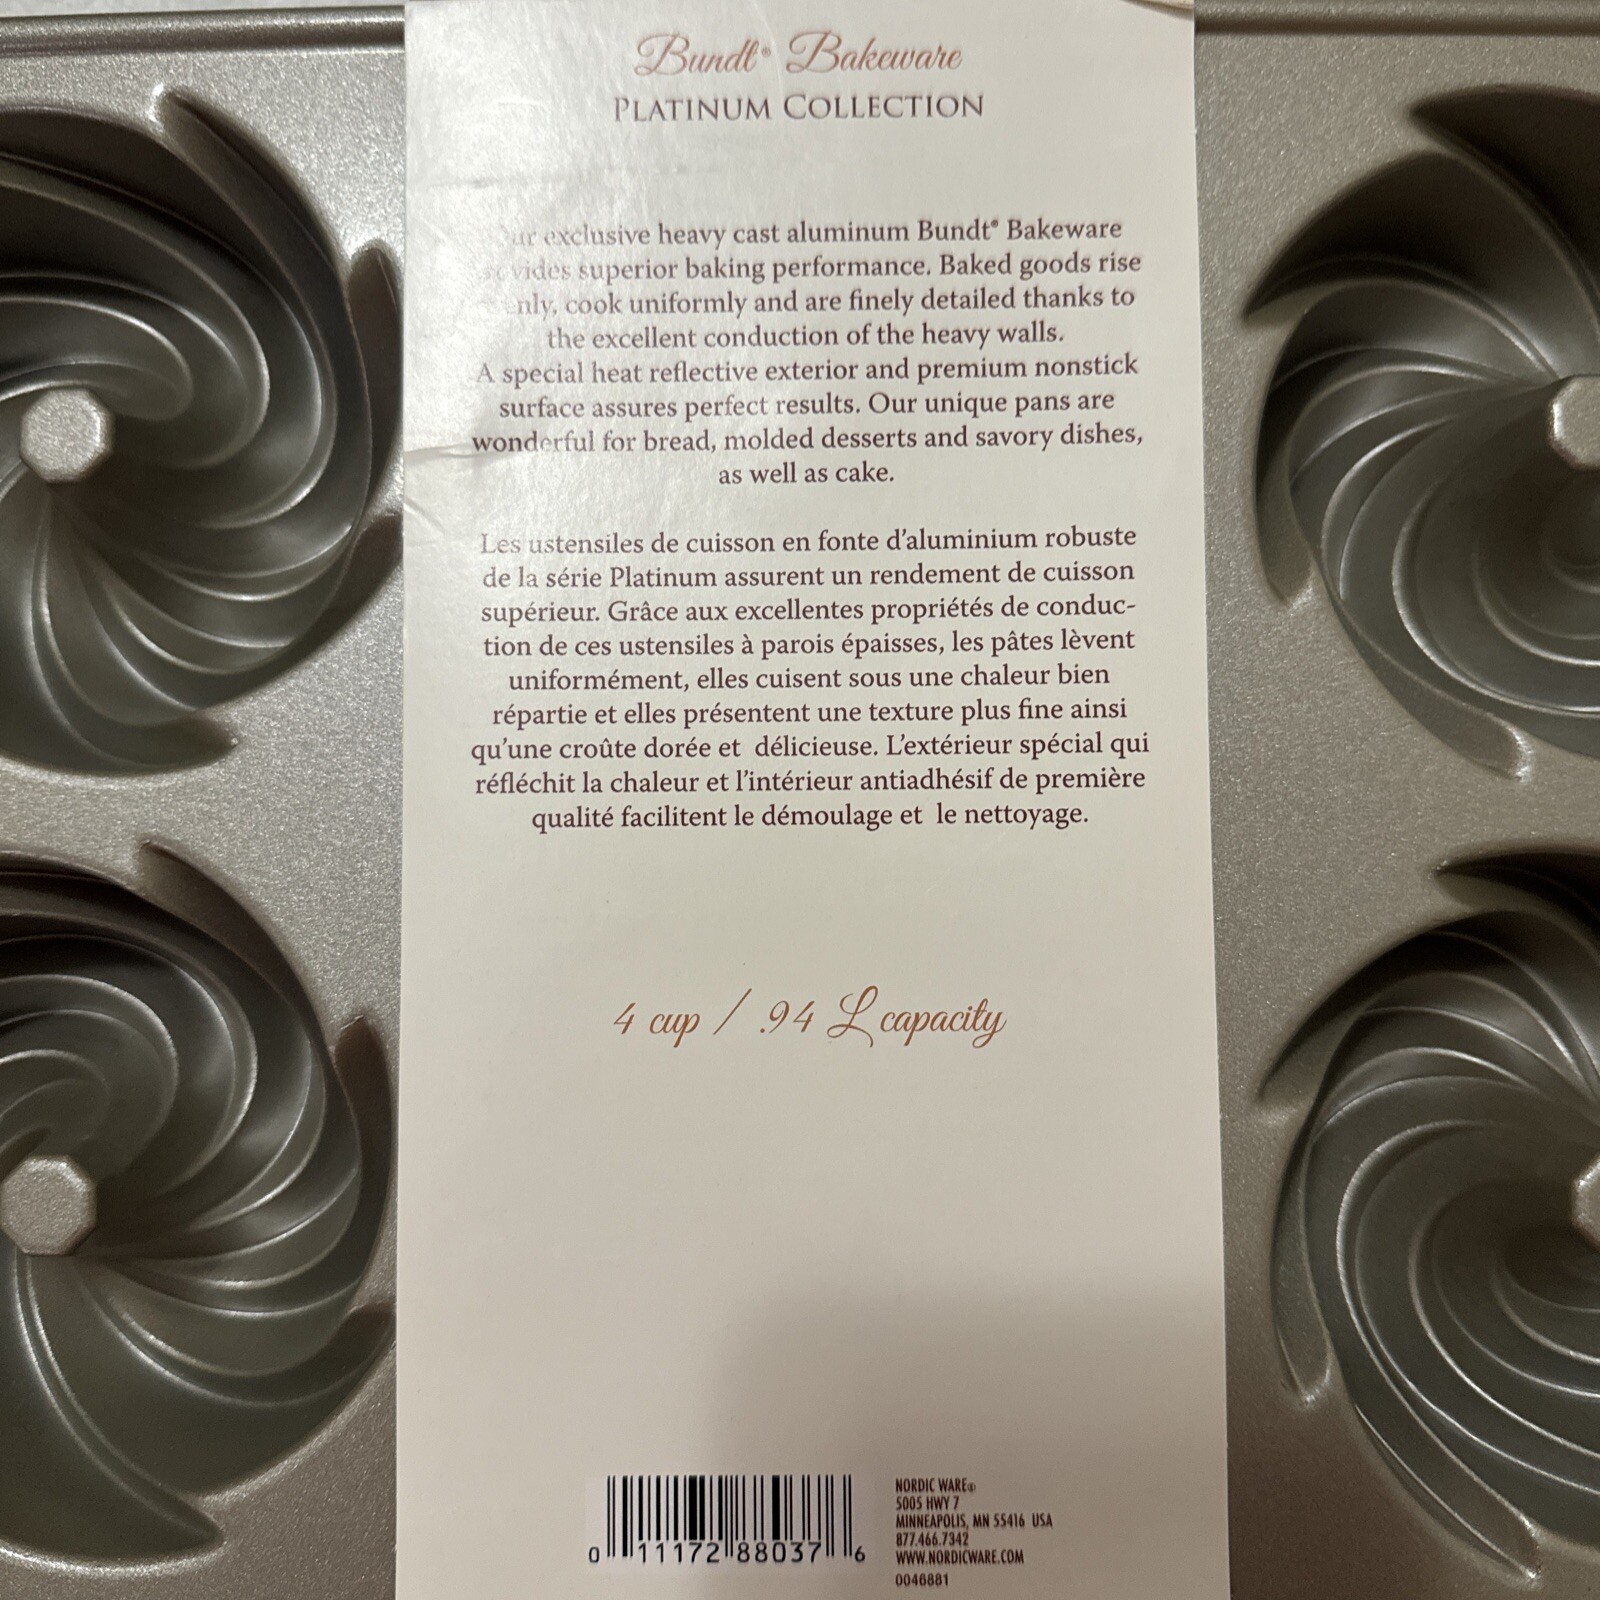 Bundt® Bakeware
PLATINUM COLLECTION
exclusive heavy cast aluminum Bundt® Bakeware
superior baking performance. Baked goods rise
cook uniformly and are finely detailed thanks to
the excellent conduction of the heavy walls.
A special heat reflective exterior and premium nonstick
surface assures perfect results. Our unique pans are
wonderful for bread, molded desserts and savory dishes,
as well as cake.
Les ustensiles de cuisson en fonte d'aluminium robuste
de la série Platinum assurent un rendement de cuisson
supérieur. Grâce aux excellentes propriétés de conduc-
tion de ces ustensiles à parois épaisses, les pâtes lèvent
uniformément, elles cuisent sous une chaleur bien
répartie et elles présentent une texture plus fine ainsi
qu'une croûte dorée et délicieuse. L'extérieur spécial qui
réfléchit la chaleur et l'intérieur antiadhésif de première
qualité facilitent le démoulage et le nettoyage.
4 cup / .94 L capacity
0 11172 88037 6
NORDIC WARE®
5005 HWY 7
MINNEAPOLIS, MN 55416 USA
877.466.7342
WWW.NORDICWARE.COM
0046881